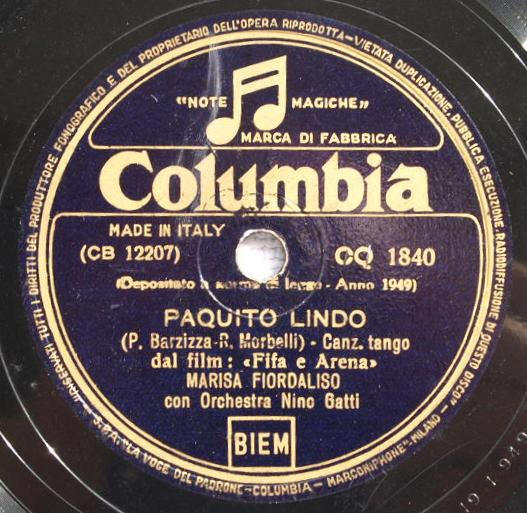 TUTTI I DIRITTI DEL PRODUTTORE FONOGRAFICO E DEL PROPRIETARIO DELL'OPERA RIPRODOTTA - VIETATA DUPLICAZIONE, PUBBLICA ESECUZIONE, RADIODIFFUSIONE DI QUESTO DISCO"
RISERVATI
"NOTE MAGICHE"
MARCA DI FABBRICA
Columbia
MADE IN ITALY
(CB 12207)
CQ 1840
(Depositato a norma di legge - Anno 1949)
PAQUITO LINDO
(P. Barzizza-R. Morbelli) - Canz. tango
dal film: «Fifa e Arena»
MARISA FIORDALISO
con Orchestra Nino Gatti
BIEM
S.P.A. "LA VOCE DEL PADRONE-COLUMBIA-MARCONIPHONE"-MILANO
19 1 949